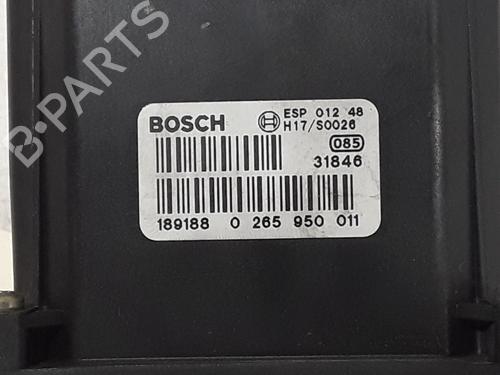 B-PARTS
BOSCH
ESP 012 48
H17/S0026
085
31846
189188 0 265 950 011